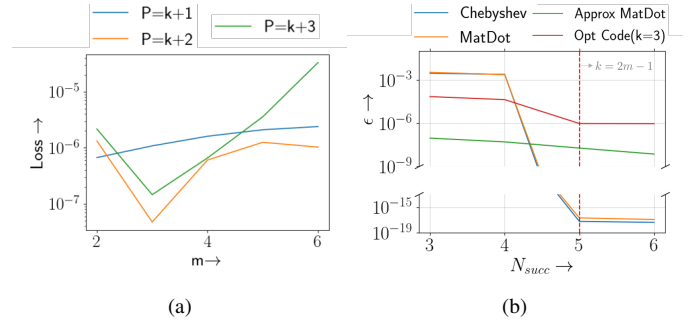 P=k+1
P=k+2
P=k+3
10⁻⁵
10⁻⁶
10⁻⁷
Loss→
2
4
6
m→
(a)
Chebyshev
MatDot
Approx MatDot
Opt Code(k=3)
k = 2m − 1
10⁻³
10⁻⁶
10⁻⁹
10⁻¹⁵
10⁻¹⁹
ϵ →
3
4
5
6
N_succ →
(b)